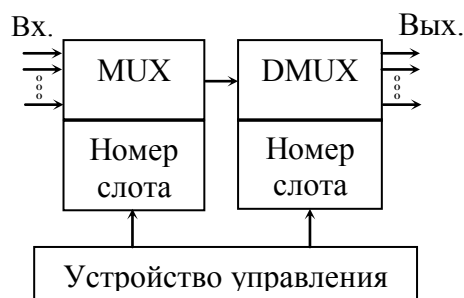 Вх.
Вых.
MUX
DMUX
Номер
слота
Номер
слота
Устройство управления